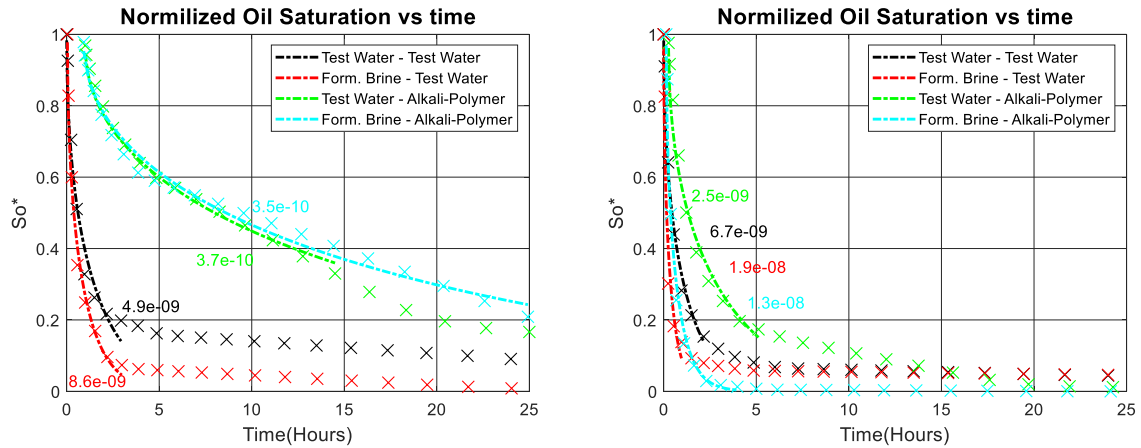 Normilized Oil Saturation vs time
1
0.8
0.6
0.4
0.2
0
So*
0
5
10
15
20
25
Time(Hours)
Test Water - Test Water
Form. Brine - Test Water
Test Water - Alkali-Polymer
Form. Brine - Alkali-Polymer
3.5e-10
3.7e-10
4.9e-09
8.6e-09
Normilized Oil Saturation vs time
1
0.8
0.6
0.4
0.2
0
So*
0
5
10
15
20
25
Time(Hours)
Test Water - Test Water
Form. Brine - Test Water
Test Water - Alkali-Polymer
Form. Brine - Alkali-Polymer
2.5e-09
6.7e-09
1.9e-08
1.3e-08